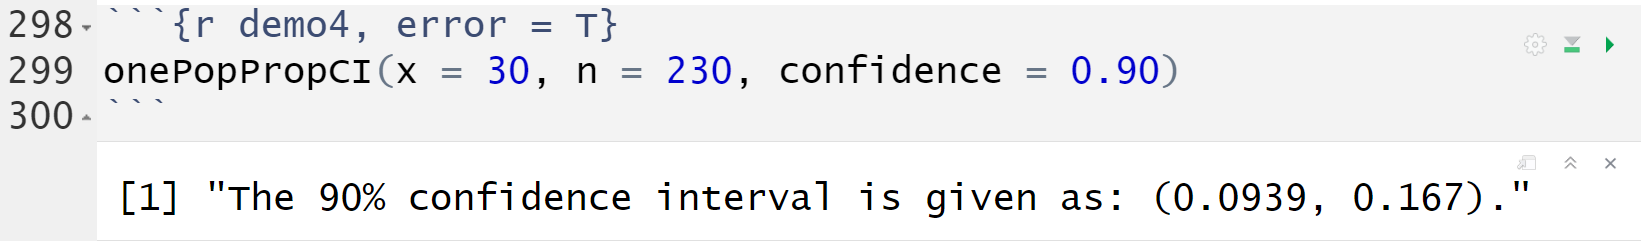 298 ```{r demo4, error = T}
299 onePopPropCI(x = 30, n = 230, confidence = 0.90)
300 ```
[1] "The 90% confidence interval is given as: (0.0939, 0.167)."